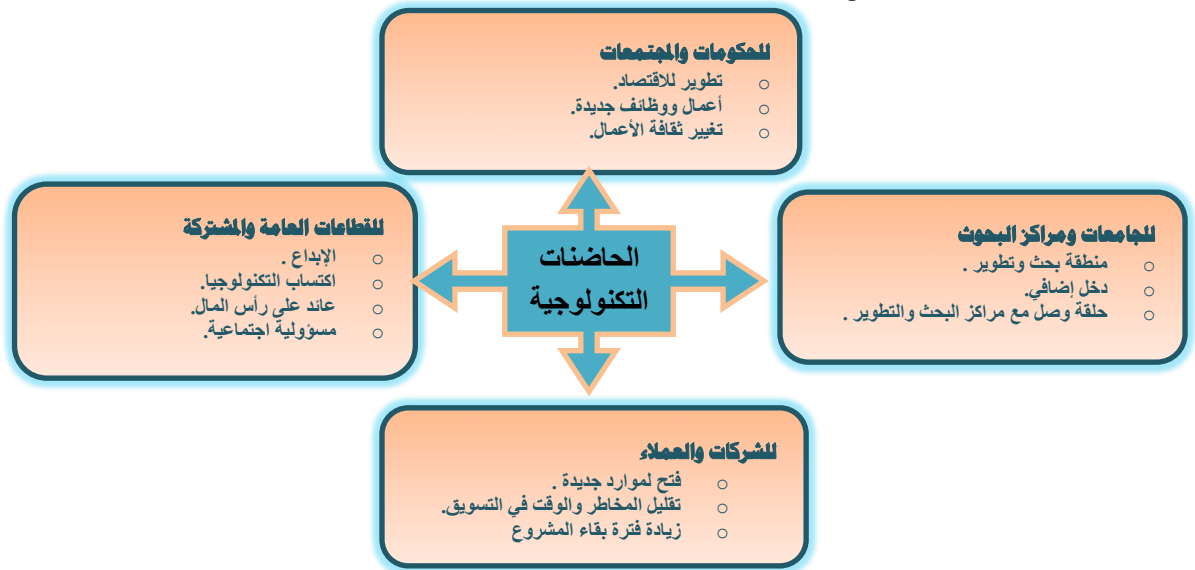 للحكومات والمجتمعات
○ تطوير للاقتصاد.
○ أعمال ووظائف جديدة.
○ تغيير ثقافة الأعمال.
للجامعات ومراكز البحوث
○ منطقة بحث وتطوير .
○ دخل إضافي.
○ حلقة وصل مع مراكز البحث والتطوير .
الحاضنات
التكنولوجية
للقطاعات العامة والمشتركة
○ الإبداع .
○ اكتساب التكنولوجيا.
○ عائد على رأس المال.
○ مسؤولية اجتماعية.
للشركات والعملاء
○ فتح لموارد جديدة .
○ تقليل المخاطر والوقت في التسويق.
○ زيادة فترة بقاء المشروع